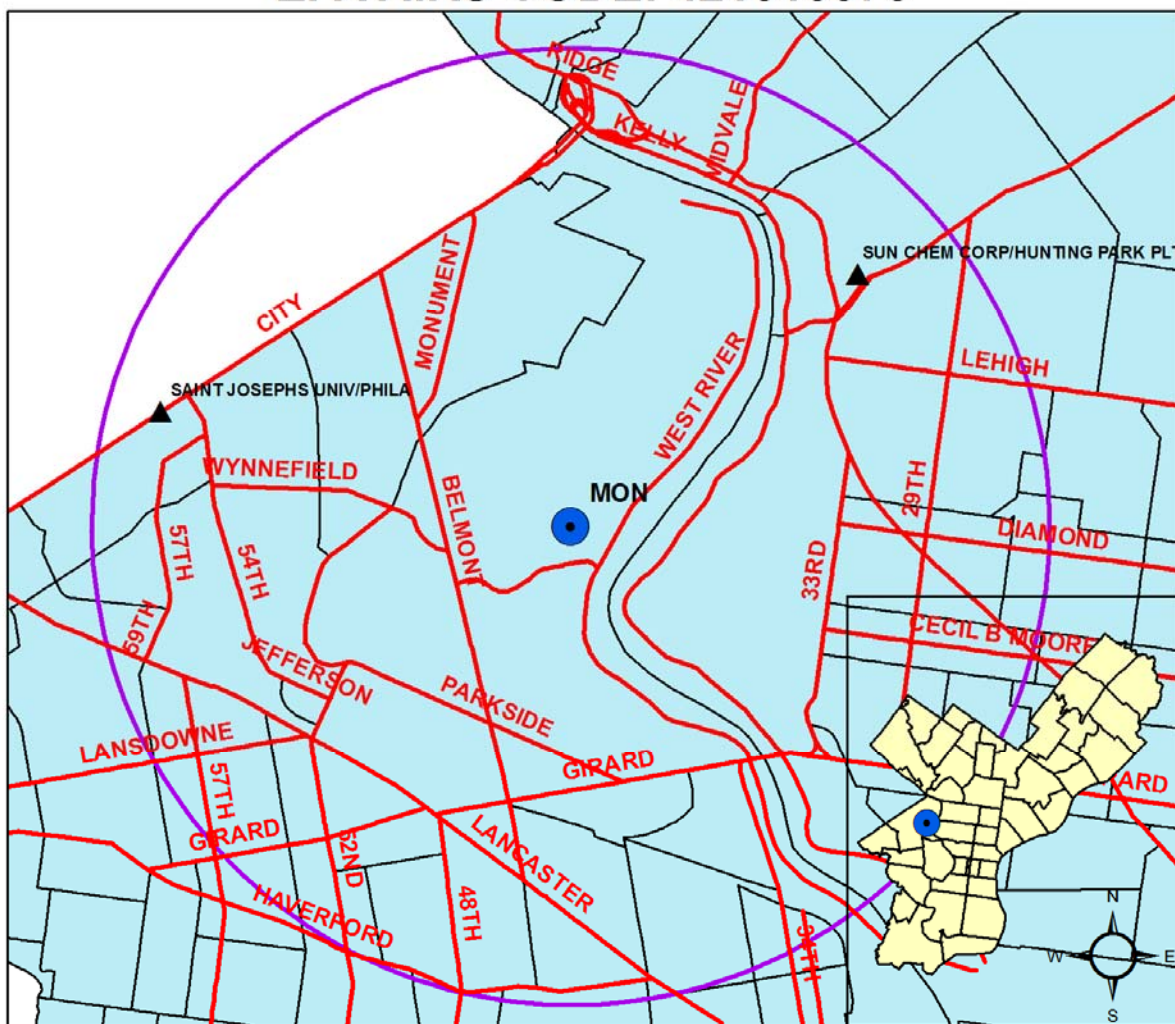 RIDGE
KELLY
MIDVALE
SUN CHEM CORP/HUNTING PARK PLT
MONUMENT
CITY
LEHIGH
SAINT JOSEPHS UNIV/PHILA
WEST RIVER
WYNNEFIELD
BELMONT
MON
29TH
DIAMOND
57TH
54TH
33RD
59TH
CECIL B MOORE
JEFFERSON
PARKSIDE
LANSDOWNE
GIRARD
ARD
57TH
GIRARD
52ND
LANCASTER
48TH
HAVERFORD
34TH
N
W
E
S